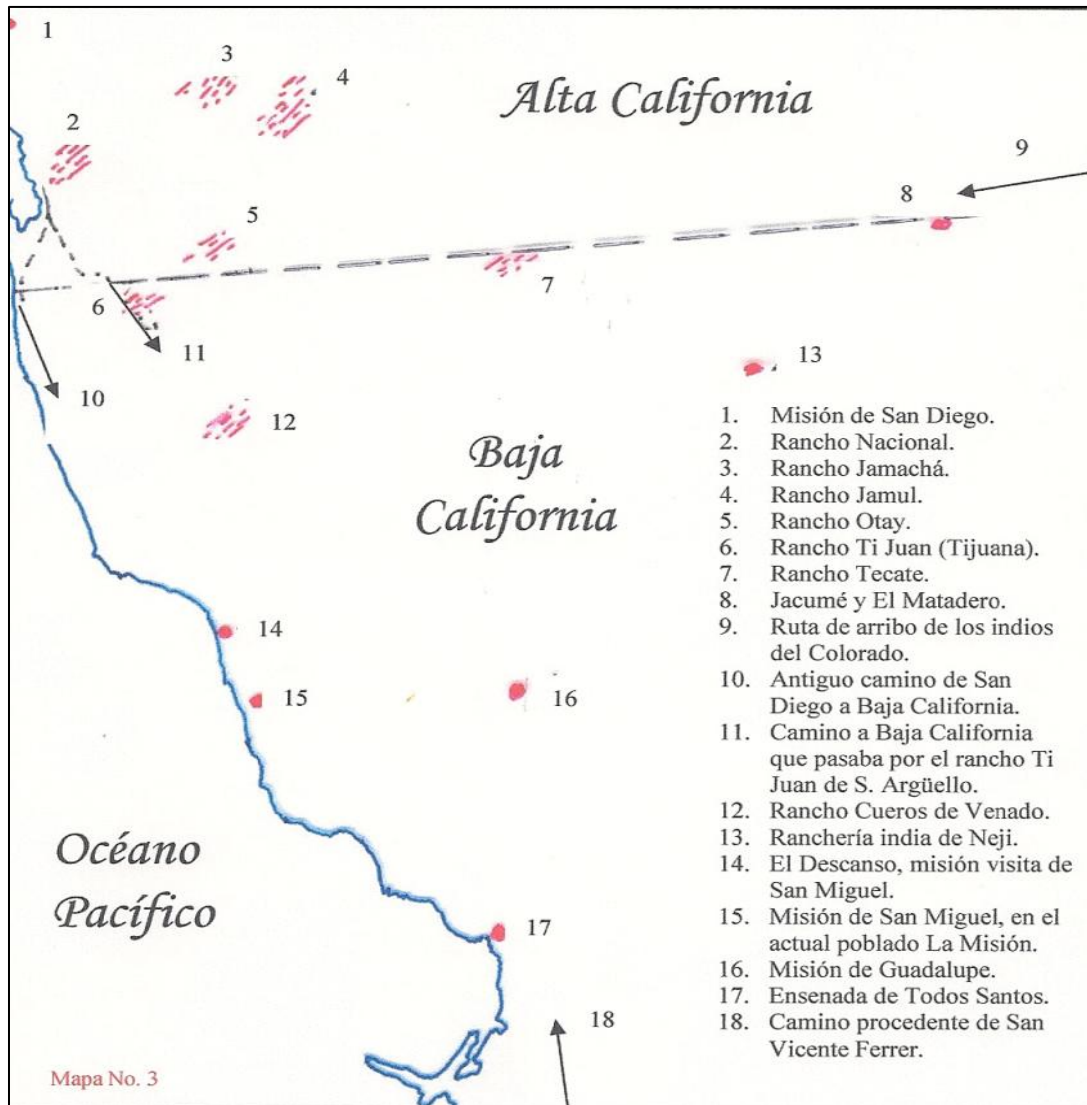 1
3
4
Alta California
2
9
8
5
7
6
11
13
10
12
Baja
California
1. Misión de San Diego.
2. Rancho Nacional.
3. Rancho Jamachá.
4. Rancho Jamul.
5. Rancho Otay.
6. Rancho Ti Juan (Tijuana).
7. Rancho Tecate.
8. Jacumé y El Matadero.
9. Ruta de arribo de los indios
del Colorado.
10. Antiguo camino de San
Diego a Baja California.
11. Camino a Baja California
que pasaba por el rancho Ti
Juan de S. Argüello.
12. Rancho Cueros de Venado.
13. Ranchería india de Neji.
14. El Descanso, misión visita de
San Miguel.
15. Misión de San Miguel, en el
actual poblado La Misión.
16. Misión de Guadalupe.
17. Ensenada de Todos Santos.
18. Camino procedente de San
Vicente Ferrer.
14
15
16
Océano
Pacífico
17
18
Mapa No. 3